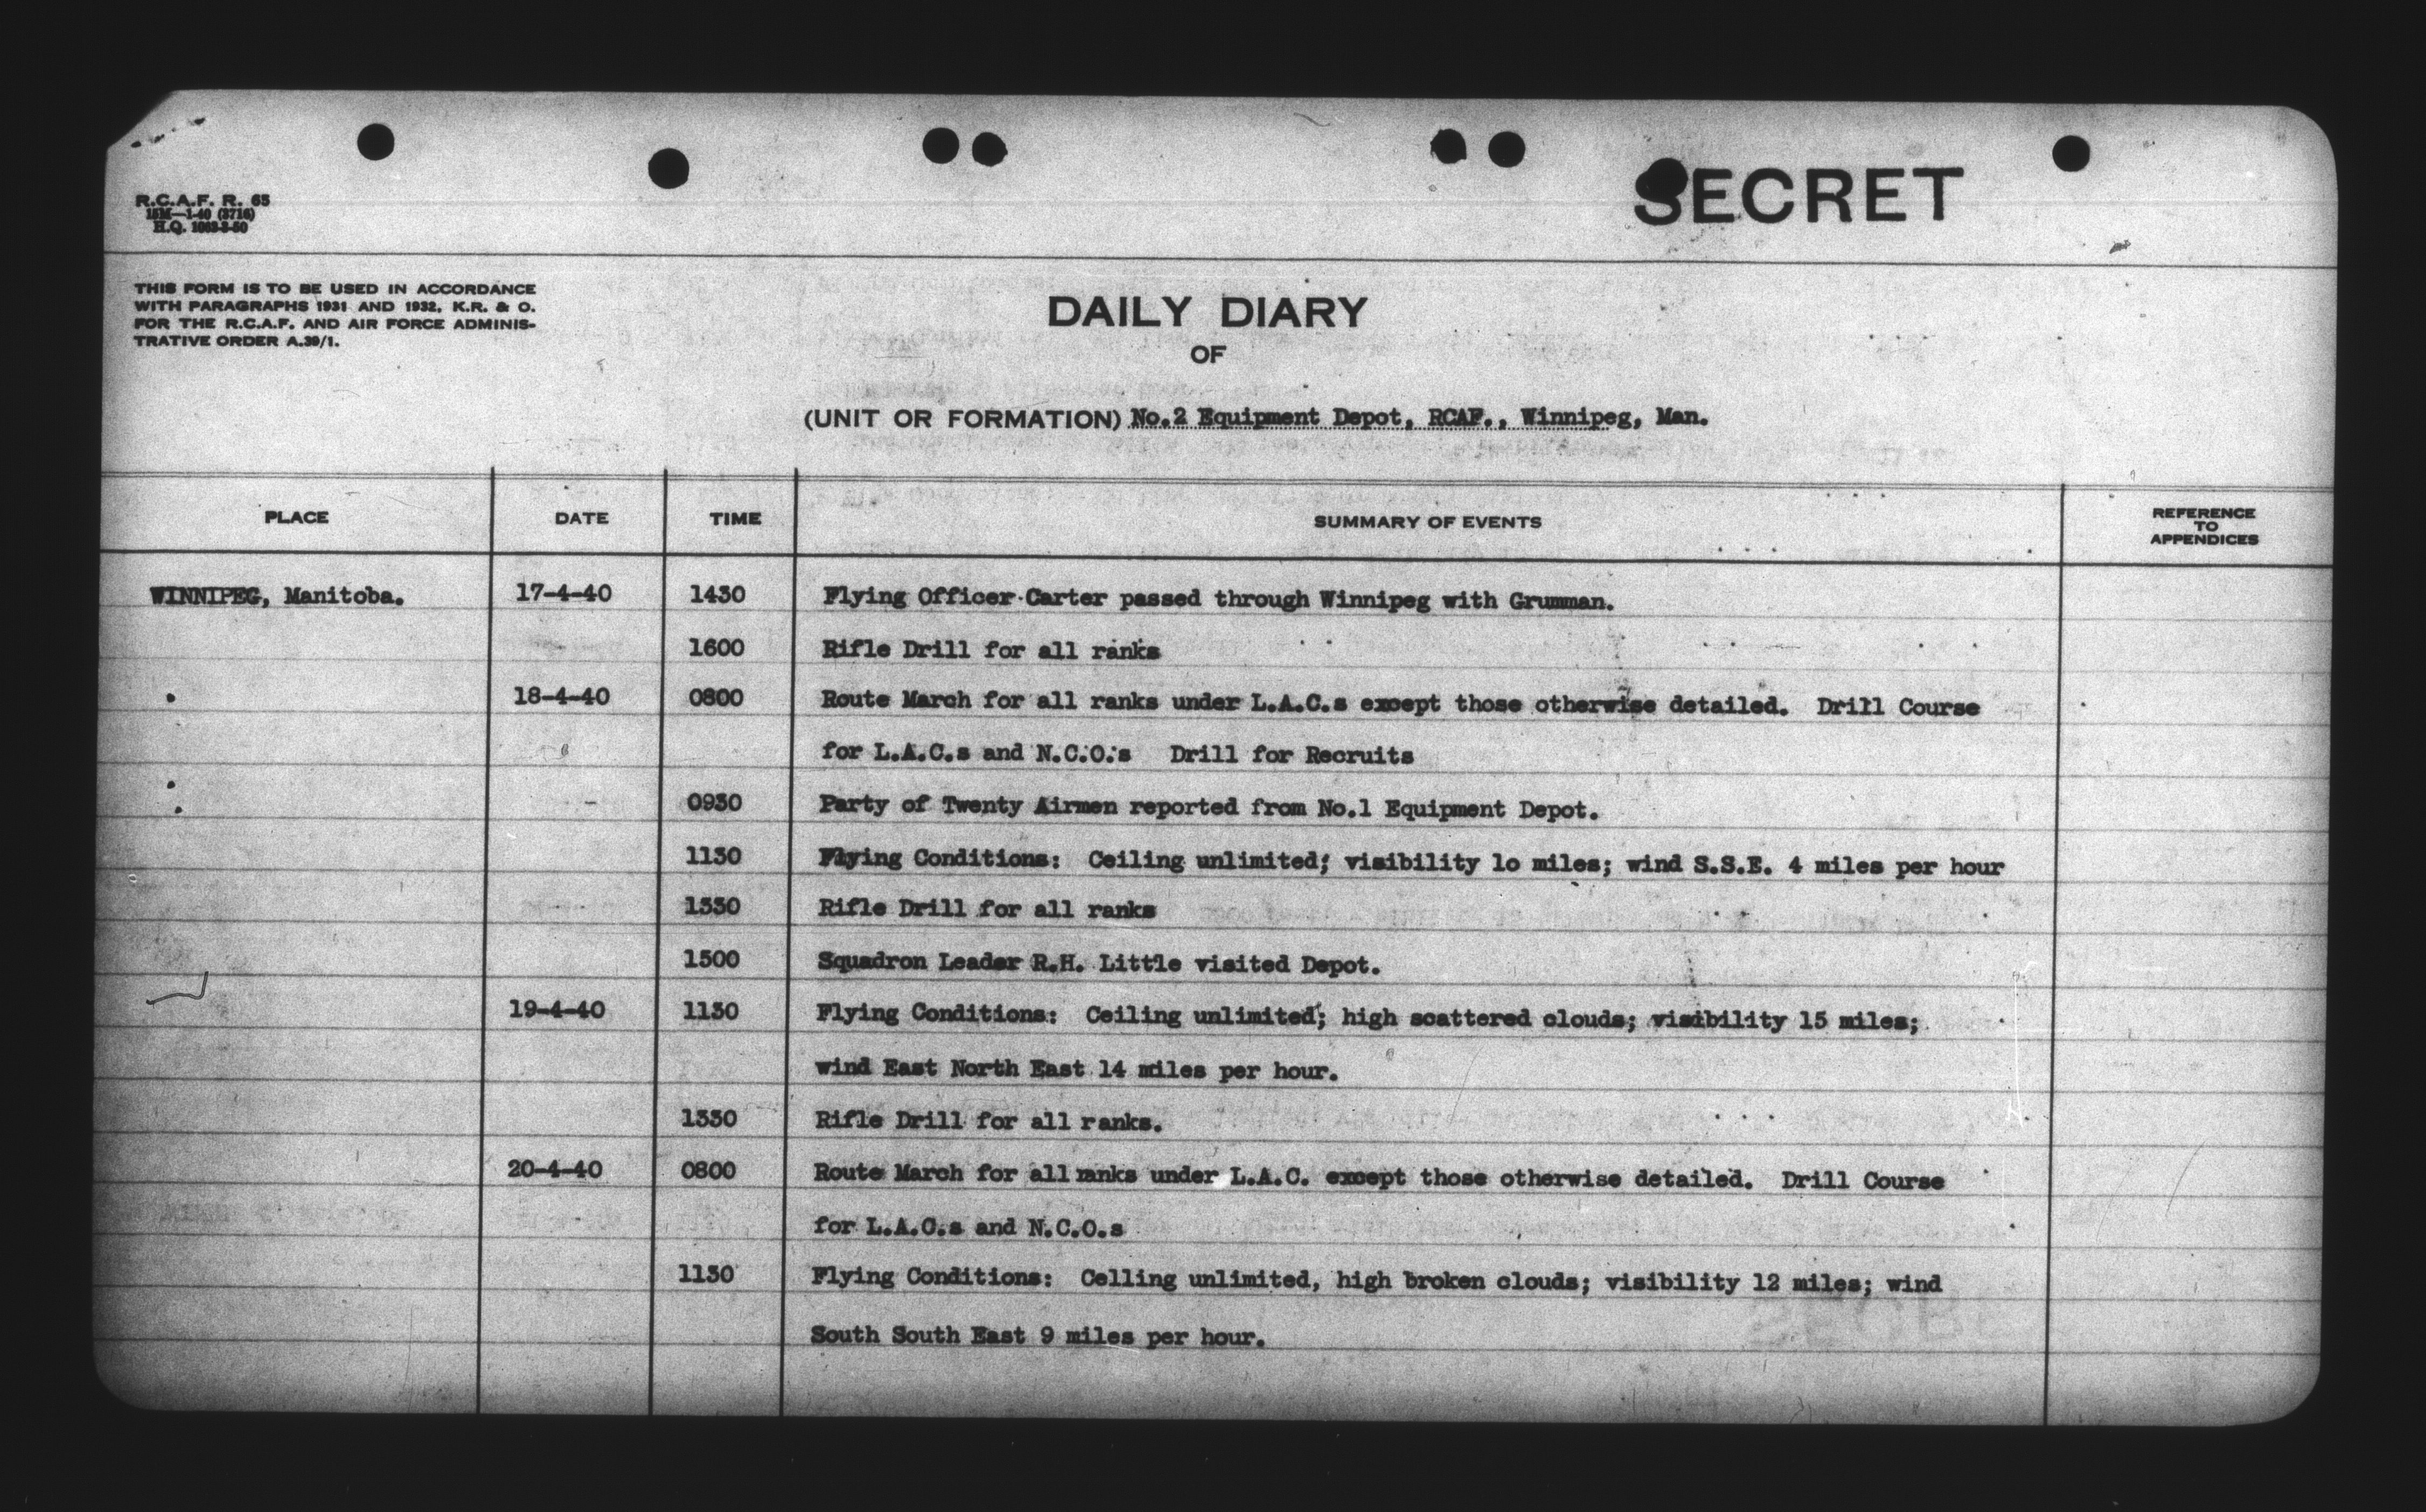 SECRET
R.C.A.F. R. 65
15M—1-40 (3716)
H.Q. 1062-3-50
THIS FORM IS TO BE USED IN ACCORDANCE
WITH PARAGRAPHS 1931 AND 1932, K.R. & O.
FOR THE R.C.A.F. AND AIR FORCE ADMINIS-
TRATIVE ORDER A.39/1.
DAILY DIARY
OF
(UNIT OR FORMATION) No.2 Equipment Depot, RCAF., Winnipeg, Man.
PLACE DATE TIME SUMMARY OF EVENTS REFERENCE
TO
APPENDICES
WINNIPEG, Manitoba. 17-4-40 1430 Flying Officer Carter passed through Winnipeg with Grumman.
1600 Rifle Drill for all ranks
18-4-40 0800 Route March for all ranks under L.A.C.s except those otherwise detailed. Drill Course
for L.A.C.s and N.C.O.'s Drill for Recruits
0930 Party of Twenty Airmen reported from No.1 Equipment Depot.
1130 Flying Conditions: Ceiling unlimited; visibility lo miles; wind S.S.E. 4 miles per hour
1330 Rifle Drill for all ranks
1500 Squadron Leader R.H. Little visited Depot.
19-4-40 1130 Flying Conditions: Ceiling unlimited; high scattered clouds; visibility 15 miles;
wind East North East 14 miles per hour.
1330 Rifle Drill for all ranks.
20-4-40 0800 Route March for all ranks under L.A.C. except those otherwise detailed. Drill Course
for L.A.C.s and N.C.O.s
1130 Flying Conditions: Celling unlimited, high broken clouds; visibility 12 miles; wind
South South East 9 miles per hour.